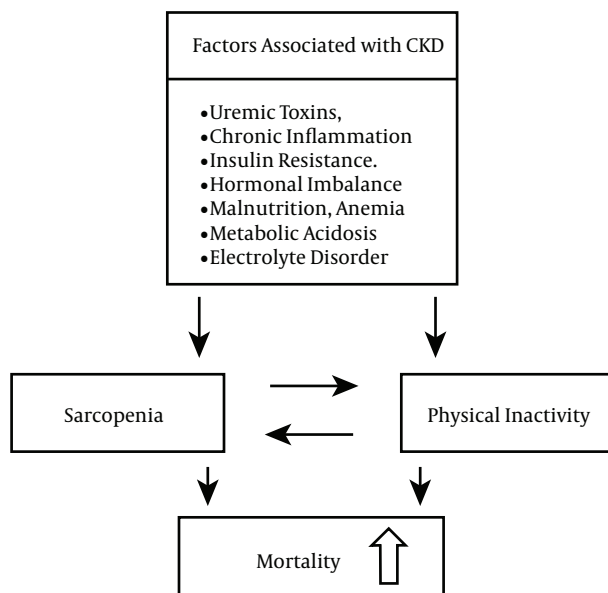 Factors Associated with CKD
•Uremic Toxins,
•Chronic Inflammation
•Insulin Resistance.
•Hormonal Imbalance
•Malnutrition, Anemia
•Metabolic Acidosis
•Electrolyte Disorder
Sarcopenia
Physical Inactivity
Mortality